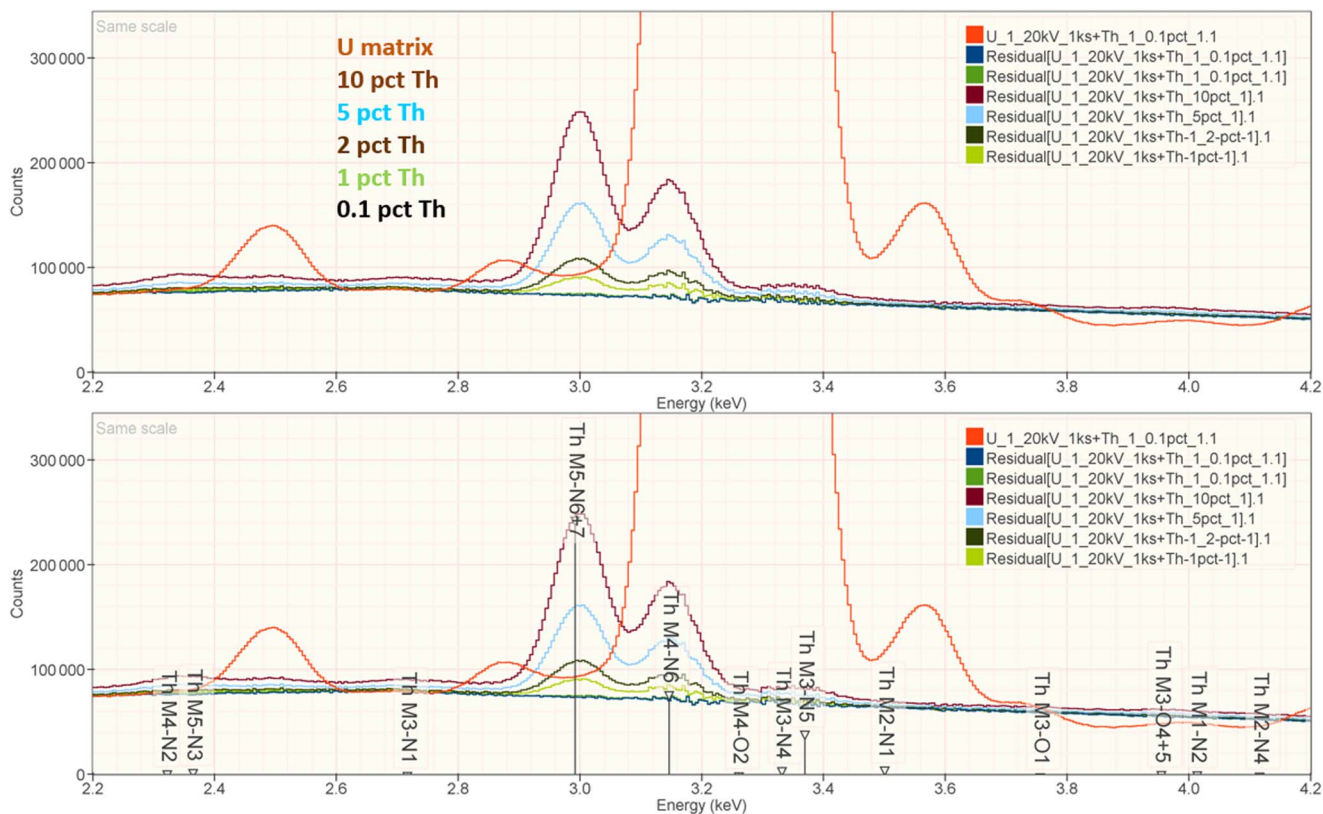 Same scale
U matrix
10 pct Th
5 pct Th
2 pct Th
1 pct Th
0.1 pct Th
U_1_20kV_1ks+Th_1_0.1pct_1.1
Residual[U_1_20kV_1ks+Th_1_0.1pct_1.1]
Residual[U_1_20kV_1ks+Th_1_0.1pct_1.1]
Residual[U_1_20kV_1ks+Th_10pct_1].1
Residual[U_1_20kV_1ks+Th_5pct_1].1
Residual[U_1_20kV_1ks+Th-1_2-pct-1].1
Residual[U_1_20kV_1ks+Th-1pct-1].1
Counts
300 000
200 000
100 000
0
2.2 2.4 2.6 2.8 3.0 3.2 3.4 3.6 3.8 4.0 4.2
Energy (keV)
Same scale
U_1_20kV_1ks+Th_1_0.1pct_1.1
Residual[U_1_20kV_1ks+Th_1_0.1pct_1.1]
Residual[U_1_20kV_1ks+Th_1_0.1pct_1.1]
Residual[U_1_20kV_1ks+Th_10pct_1].1
Residual[U_1_20kV_1ks+Th_5pct_1].1
Residual[U_1_20kV_1ks+Th-1_2-pct-1].1
Residual[U_1_20kV_1ks+Th-1pct-1].1
Counts
300 000
200 000
100 000
0
Th M4-N2
Th M5-N3
Th M3-N1
Th M5-N6+7
Th M4-N6
Th M4-O2
Th M3-N4
Th M3-N5
Th M2-N1
Th M3-O1
Th M3-O4+5
Th M1-N2
Th M2-N4
2.2 2.4 2.6 2.8 3.0 3.2 3.4 3.6 3.8 4.0 4.2
Energy (keV)